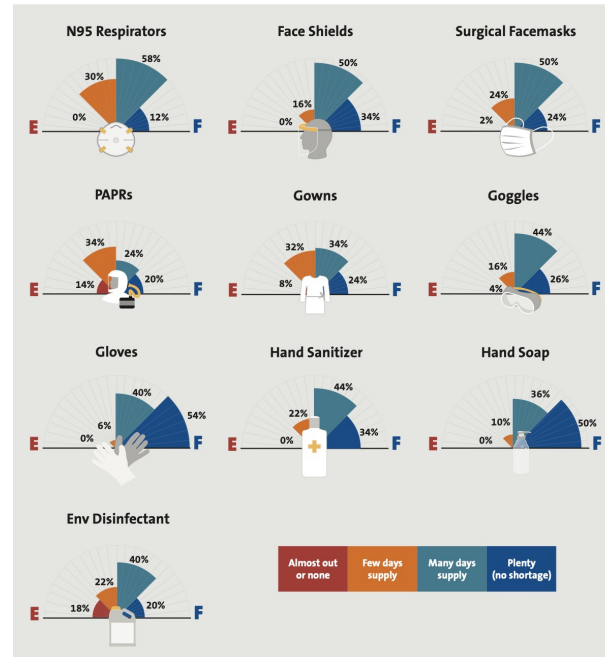 N95 Respirators
58%
30%
0%
12%
E F
Face Shields
50%
16%
34%
0%
E F
Surgical Facemasks
50%
24%
2%
24%
E F
PAPRs
34%
24%
14%
20%
E F
Gowns
32%
34%
8%
24%
E F
Goggles
44%
16%
4%
26%
E F
Gloves
40%
54%
6%
0%
E F
Hand Sanitizer
44%
22%
0%
34%
E F
Hand Soap
36%
10%
50%
0%
E F
Env Disinfectant
40%
22%
18%
20%
E F
Almost out
or none
Few days
supply
Many days
supply
Plenty
(no shortage)